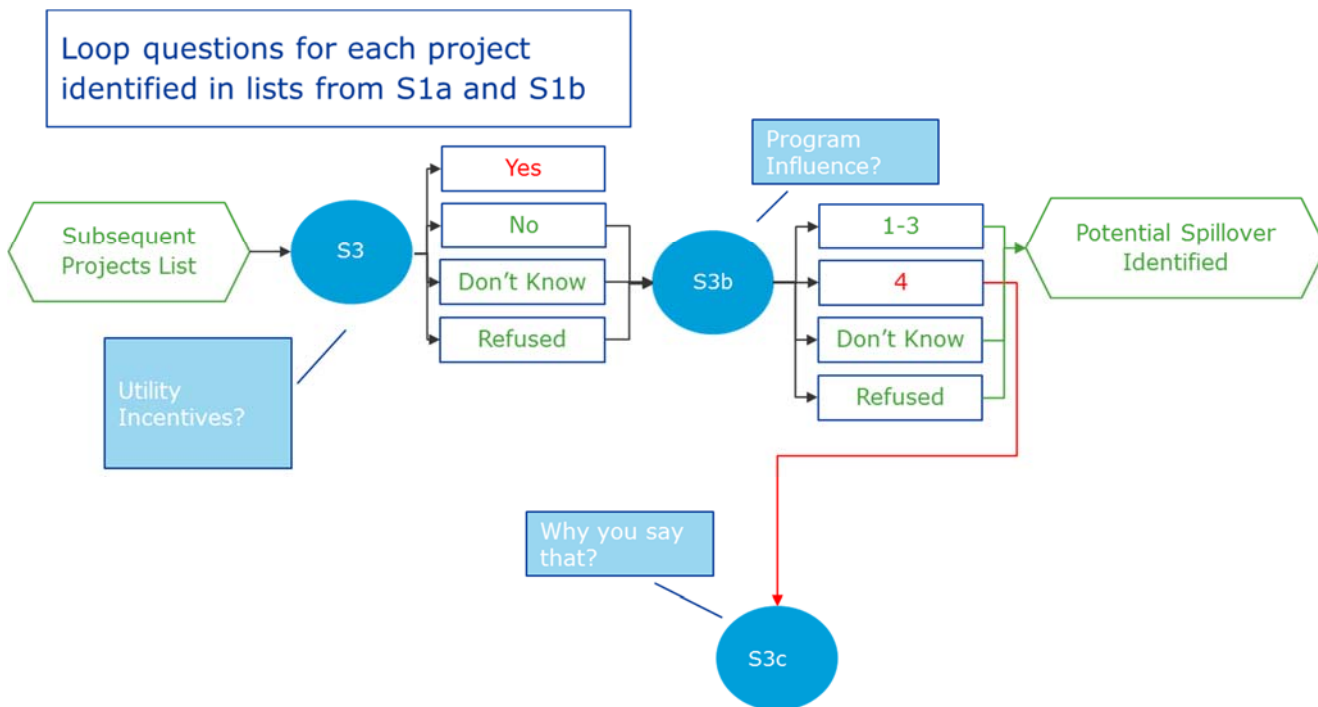 Loop questions for each project
identified in lists from S1a and S1b
Subsequent
Projects List
S3
Utility
Incentives?
Yes
No
Don't Know
Refused
S3b
Program
Influence?
1-3
4
Don't Know
Refused
Potential Spillover
Identified
Why you say
that?
S3c